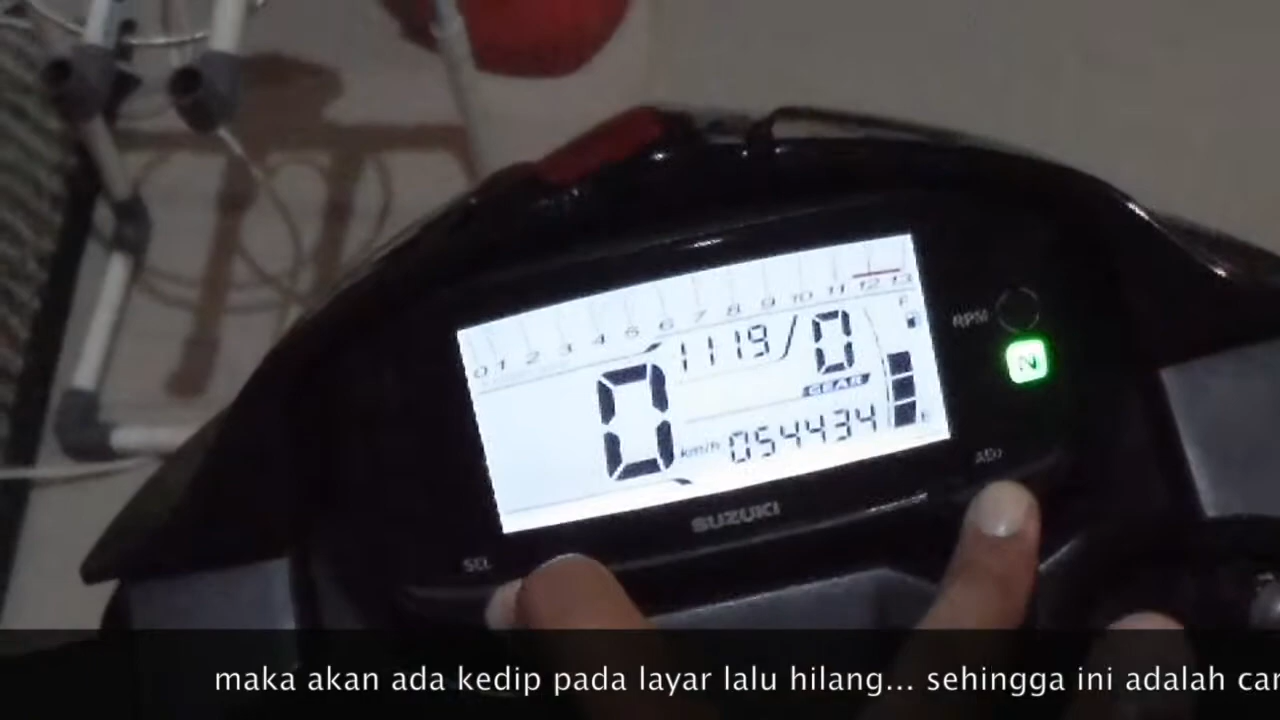 0 1 2 3 4 5 6 7 8 9 10 11 12 13
F
1119/0
GEAR
0
km/h
054434
E
RPM
N
ADJ
SUZUKI
SEL
maka akan ada kedip pada layar lalu hilang... sehingga ini adalah car